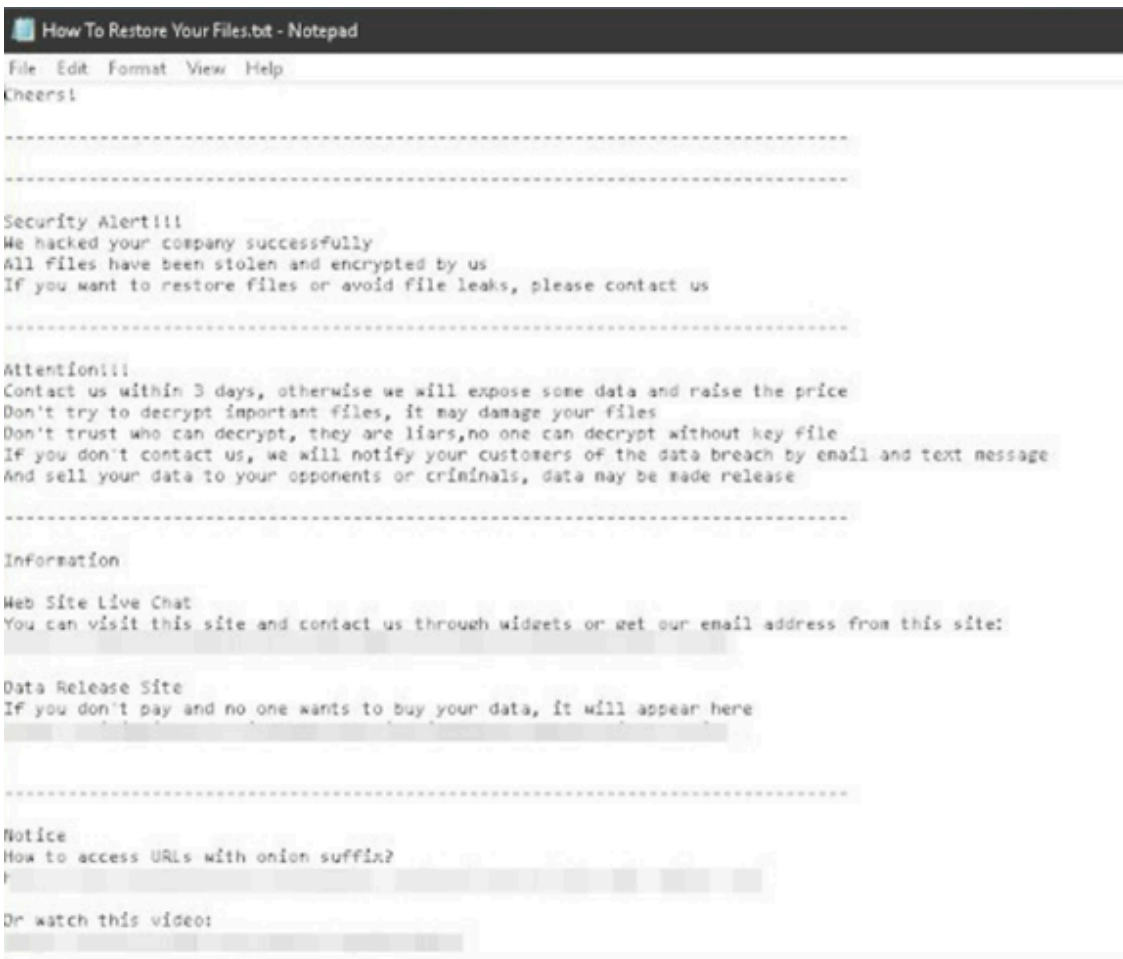 How To Restore Your Files.txt - Notepad
File Edit Format View Help
Cheers!
--------------------------------------------------------------------------------
--------------------------------------------------------------------------------
Security Alert!!!
We hacked your company successfully
All files have been stolen and encrypted by us
If you want to restore files or avoid file leaks, please contact us
--------------------------------------------------------------------------------
Attention!!!
Contact us within 3 days, otherwise we will expose some data and raise the price
Don't try to decrypt important files, it may damage your files
Don't trust who can decrypt, they are liars,no one can decrypt without key file
If you don't contact us, we will notify your customers of the data breach by email and text message
And sell your data to your opponents or criminals, data may be made release
--------------------------------------------------------------------------------
Information
Web Site Live Chat
You can visit this site and contact us through widgets or get our email address from this site:
Data Release Site
If you don't pay and no one wants to buy your data, it will appear here
--------------------------------------------------------------------------------
Notice
How to access URLs with onion suffix?
Or watch this video: